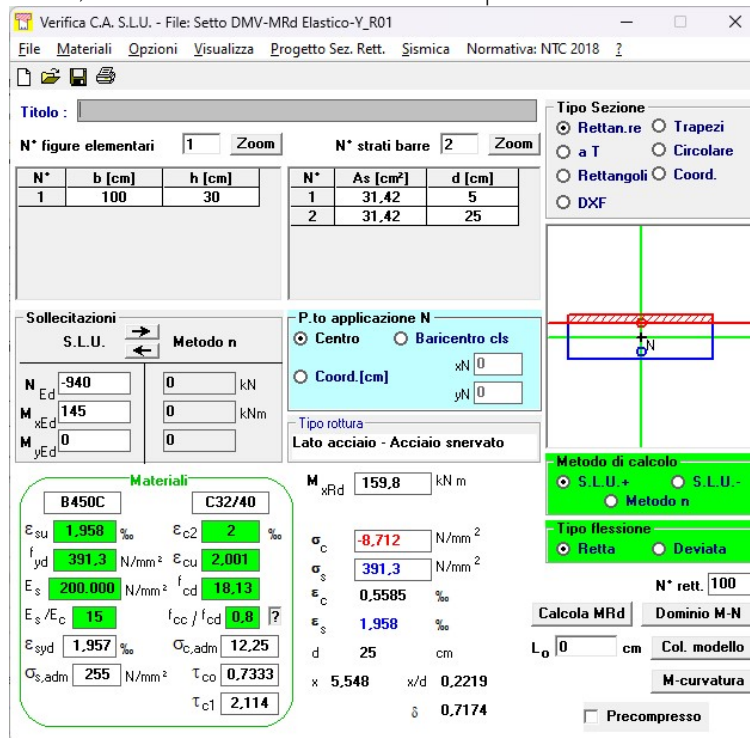 Verifica C.A. S.L.U. - File: Setto DMV-MRd Elastico-Y_R01
File Materiali Opzioni Visualizza Progetto Sez. Rett. Sismica Normativa: NTC 2018 ?
Titolo :
N° figure elementari 1 Zoom
N° strati barre 2 Zoom
N° b [cm] h [cm]
1 100 30
N° As [cm²] d [cm]
1 31,42 5
2 31,42 25
Tipo Sezione
Rettan.re Trapezi
a T Circolare
Rettangoli Coord.
DXF
N
Sollecitazioni
S.L.U. Metodo n
N Ed -940 0 kN
M xEd 145 0 kNm
M yEd 0 0
P.to applicazione N
Centro Baricentro cls
Coord.[cm] xN 0
yN 0
Tipo rottura
Lato acciaio - Acciaio snervato
Metodo di calcolo
S.L.U.+ S.L.U.-
Metodo n
Tipo flessione
Retta Deviata
Materiali
B450C C32/40
εsu 1,958 ‰ εc2 2 ‰
fyd 391,3 N/mm² εcu 2,001
Es 200.000 N/mm² fcd 18,13
Es/Ec 15 fcc / fcd 0,8 ?
εsyd 1,957 ‰ σc,adm 12,25
σs,adm 255 N/mm² τco 0,7333
τc1 2,114
M xRd 159,8 kN m
σc -8,712 N/mm²
σs 391,3 N/mm²
εc 0,5585 ‰
εs 1,958 ‰
d 25 cm
x 5,548 x/d 0,2219
δ 0,7174
N° rett. 100
Calcola MRd Dominio M-N
Lo 0 cm Col. modello
M-curvatura
Precompresso